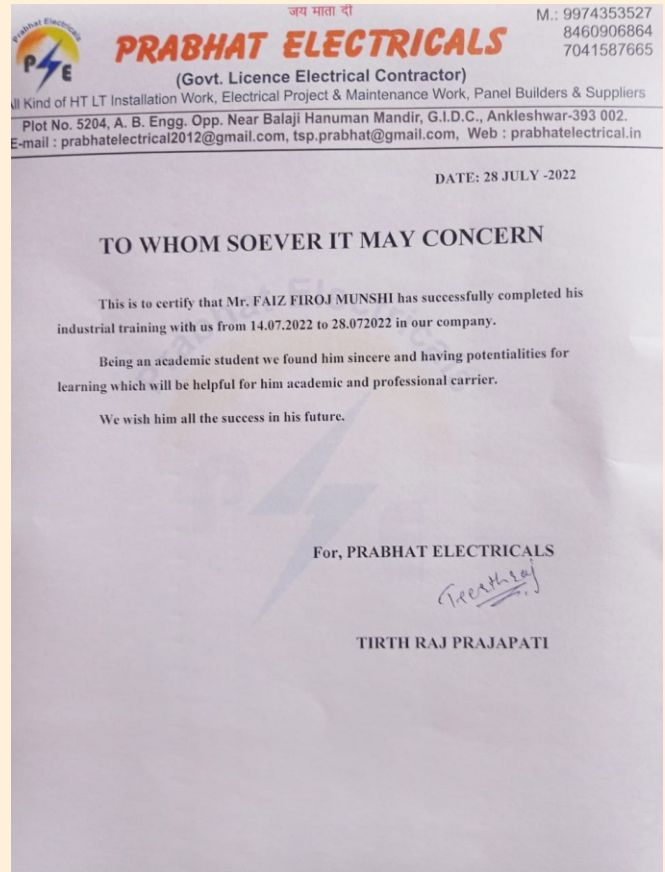 जय माता दी
M.: 9974353527
8460906864
7041587665
Prabhat Electricals
P E
PRABHAT ELECTRICALS
(Govt. Licence Electrical Contractor)
ll Kind of HT LT Installation Work, Electrical Project & Maintenance Work, Panel Builders & Suppliers
Plot No. 5204, A. B. Engg. Opp. Near Balaji Hanuman Mandir, G.I.D.C., Ankleshwar-393 002.
E-mail : prabhatelectrical2012@gmail.com, tsp.prabhat@gmail.com, Web : prabhatelectrical.in
DATE: 28 JULY -2022
TO WHOM SOEVER IT MAY CONCERN
This is to certify that Mr. FAIZ FIROJ MUNSHI has successfully completed his
industrial training with us from 14.07.2022 to 28.072022 in our company.
Being an academic student we found him sincere and having potentialities for
learning which will be helpful for him academic and professional carrier.
We wish him all the success in his future.
Prabhat Electricals
P E
For, PRABHAT ELECTRICALS
Teerthraj
TIRTH RAJ PRAJAPATI